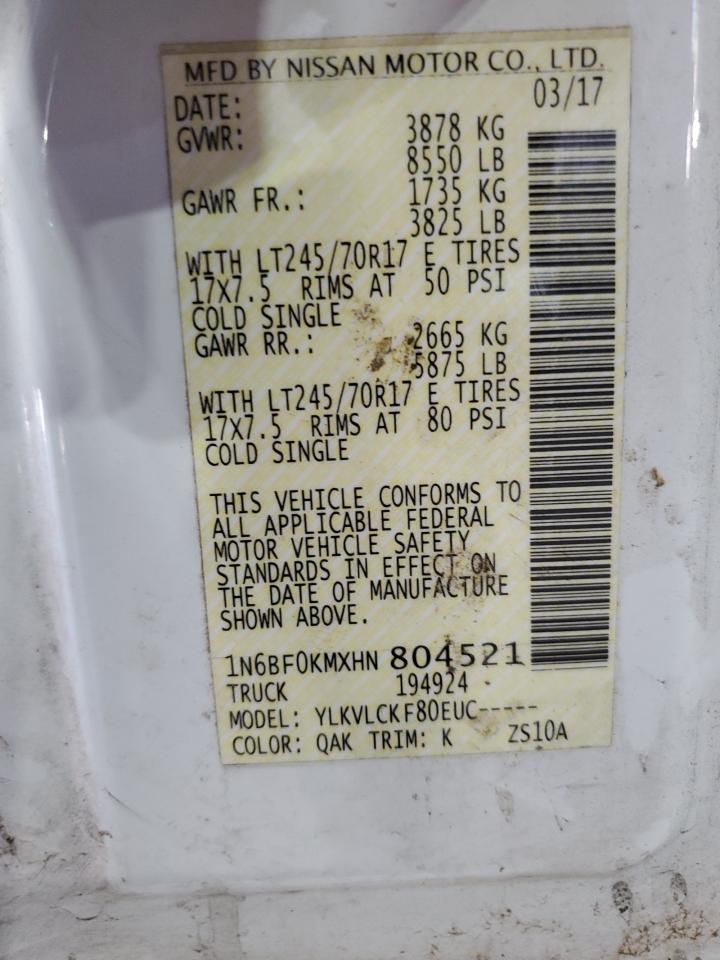 MFD BY NISSAN MOTOR CO., LTD.
DATE: 03/17
GVWR: 3878 KG
8550 LB
GAWR FR.: 1735 KG
3825 LB
WITH LT245/70R17 E TIRES
17X7.5 RIMS AT 50 PSI
COLD SINGLE
GAWR RR.: 2665 KG
5875 LB
WITH LT245/70R17 E TIRES
17X7.5 RIMS AT 80 PSI
COLD SINGLE
THIS VEHICLE CONFORMS TO
ALL APPLICABLE FEDERAL
MOTOR VEHICLE SAFETY
STANDARDS IN EFFECT ON
THE DATE OF MANUFACTURE
SHOWN ABOVE.
1N6BF0KMXHN 804521
TRUCK 194924
MODEL: YLKVLCKF80EUC-----
COLOR: QAK TRIM: K ZS10A